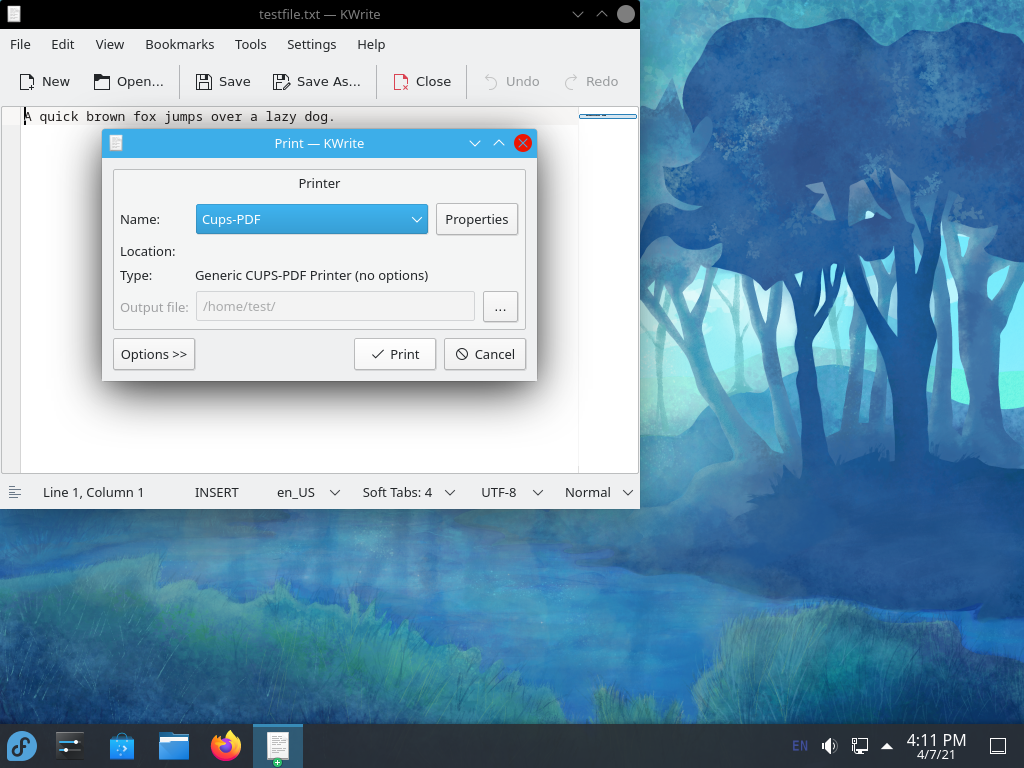 testfile.txt — KWrite
File Edit View Bookmarks Tools Settings Help
New Open... Save Save As... Close Undo Redo
A quick brown fox jumps over a lazy dog.
Print — KWrite
Printer
Name: Cups-PDF Properties
Location:
Type: Generic CUPS-PDF Printer (no options)
Output file: /home/test/ ...
Options >> Print Cancel
Line 1, Column 1 INSERT en_US Soft Tabs: 4 UTF-8 Normal
EN 4:11 PM
4/7/21